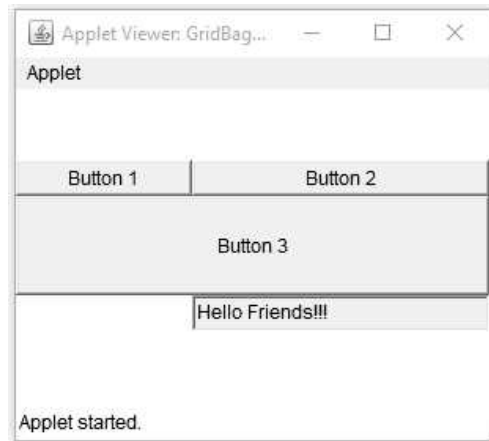 Applet Viewer: GridBag...
Applet
Button 1 Button 2
Button 3
Hello Friends!!!
Applet started.